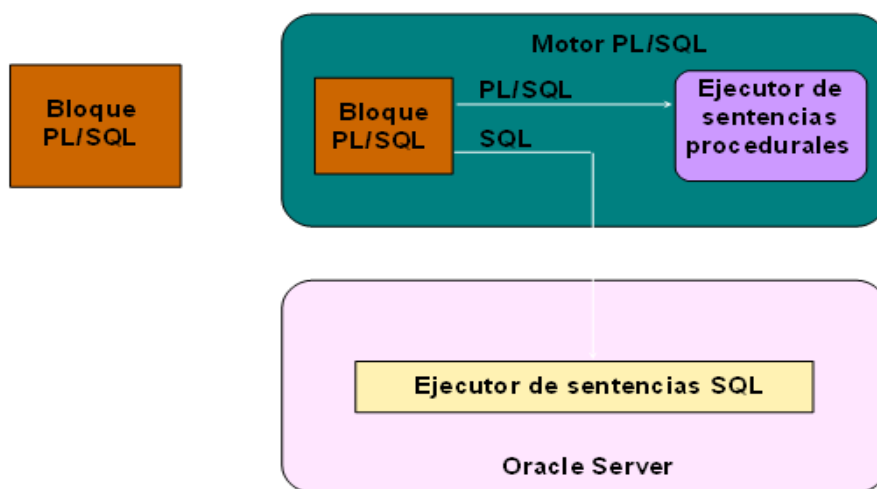 Bloque
PL/SQL
Motor PL/SQL
Bloque
PL/SQL
PL/SQL
SQL
Ejecutor de
sentencias
procedurales
Ejecutor de sentencias SQL
Oracle Server